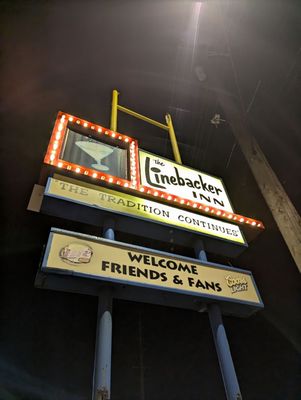 the
Linebacker
INN
THE TRADITION CONTINUES
WELCOME
FRIENDS & FANS
COORS
LIGHT